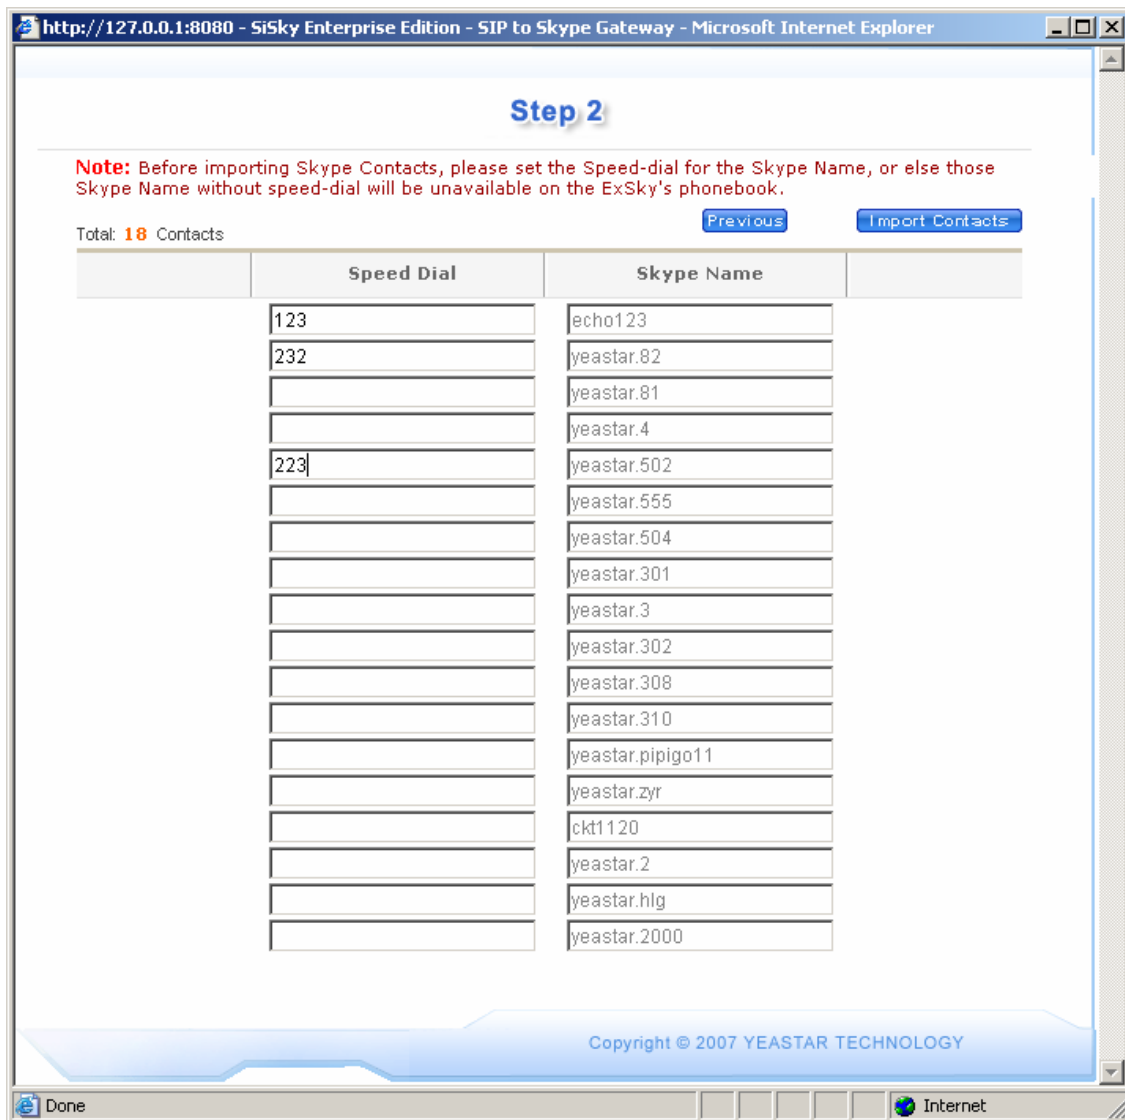 http://127.0.0.1:8080 - SiSky Enterprise Edition - SIP to Skype Gateway - Microsoft Internet Explorer
Step 2
Note: Before importing Skype Contacts, please set the Speed-dial for the Skype Name, or else those
Skype Name without speed-dial will be unavailable on the ExSky's phonebook.
Previous Import Contacts
Total: 18 Contacts
Speed Dial Skype Name
123 echo123
232 yeastar.82
yeastar.81
yeastar.4
223 yeastar.502
yeastar.555
yeastar.504
yeastar.301
yeastar.3
yeastar.302
yeastar.308
yeastar.310
yeastar.pipigo11
yeastar.zyr
ckt1120
yeastar.2
yeastar.hlg
yeastar.2000
Copyright © 2007 YEASTAR TECHNOLOGY
Done Internet